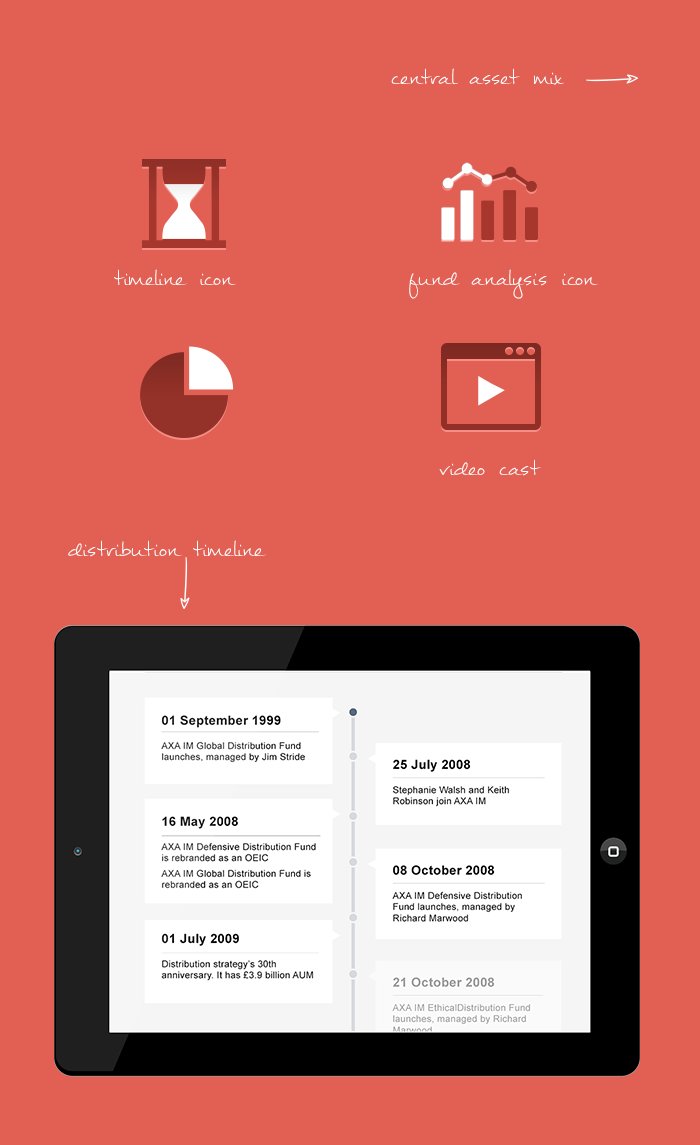 central asset mix
timeline icon
fund analysis icon
video cast
distribution timeline
01 September 1999
AXA IM Global Distribution Fund
launches, managed by Jim Stride
25 July 2008
Stephanie Walsh and Keith
Robinson join AXA IM
16 May 2008
AXA IM Defensive Distribution Fund
is rebranded as an OEIC
AXA IM Global Distribution Fund is
rebranded as an OEIC
08 October 2008
AXA IM Defensive Distribution
Fund launches, managed by
Richard Marwood
01 July 2009
Distribution strategy's 30th
anniversary. It has £3.9 billion AUM
21 October 2008
AXA IM EthicalDistribution Fund
launches, managed by Richard
Marwood